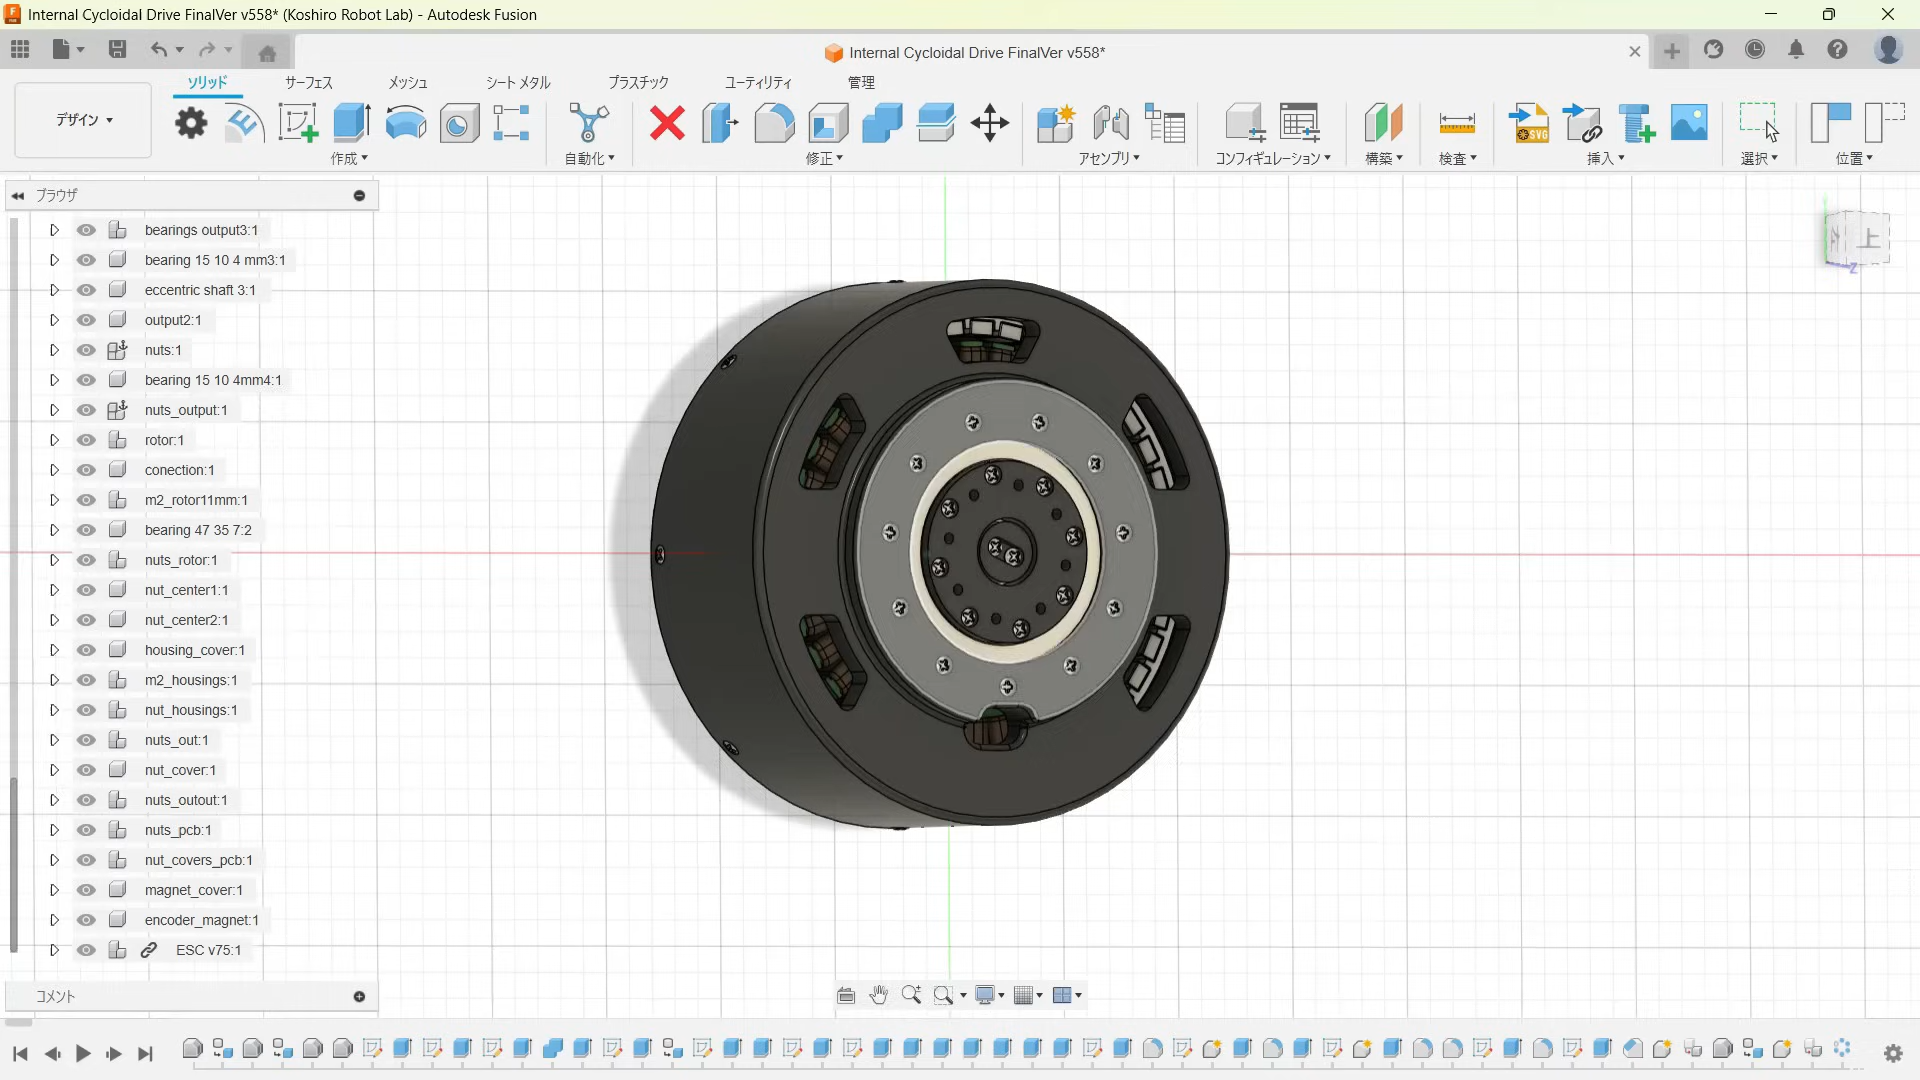 Internal Cycloidal Drive FinalVer v558* (Koshiro Robot Lab) - Autodesk Fusion
Internal Cycloidal Drive FinalVer v558*
ソリッド サーフェス メッシュ シート メタル プラスチック ユーティリティ 管理
デザイン
SVG
作成 自動化 修正 アセンブリ コンフィギュレーション 構築 検査 挿入 選択 位置
ブラウザ
bearings output3:1
bearing 15 10 4 mm3:1
eccentric shaft 3:1
output2:1
nuts:1
bearing 15 10 4mm4:1
nuts_output:1
rotor:1
conection:1
m2_rotor11mm:1
bearing 47 35 7:2
nuts_rotor:1
nut_center1:1
nut_center2:1
housing_cover:1
m2_housings:1
nut_housings:1
nuts_out:1
nut_cover:1
nuts_outout:1
nuts_pcb:1
nut_covers_pcb:1
magnet_cover:1
encoder_magnet:1
ESC v75:1
上
Z
コメント